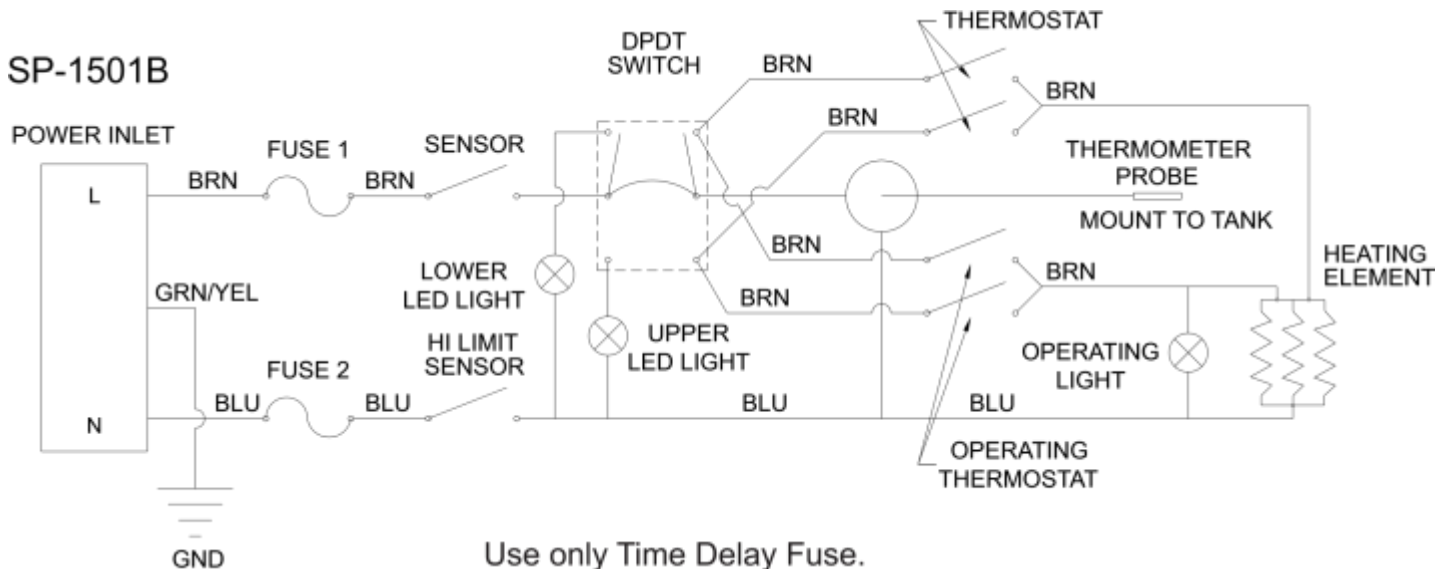 SP-1501B
POWER INLET
L
BRN
FUSE 1
BRN
SENSOR
DPDT
SWITCH
BRN
THERMOSTAT
BRN
BRN
THERMOMETER
PROBE
MOUNT TO TANK
GRN/YEL
LOWER
LED LIGHT
BRN
BRN
BRN
HEATING
ELEMENT
N
BLU
FUSE 2
BLU
HI LIMIT
SENSOR
UPPER
LED LIGHT
BLU
BLU
OPERATING
LIGHT
OPERATING
THERMOSTAT
GND
Use only Time Delay Fuse.